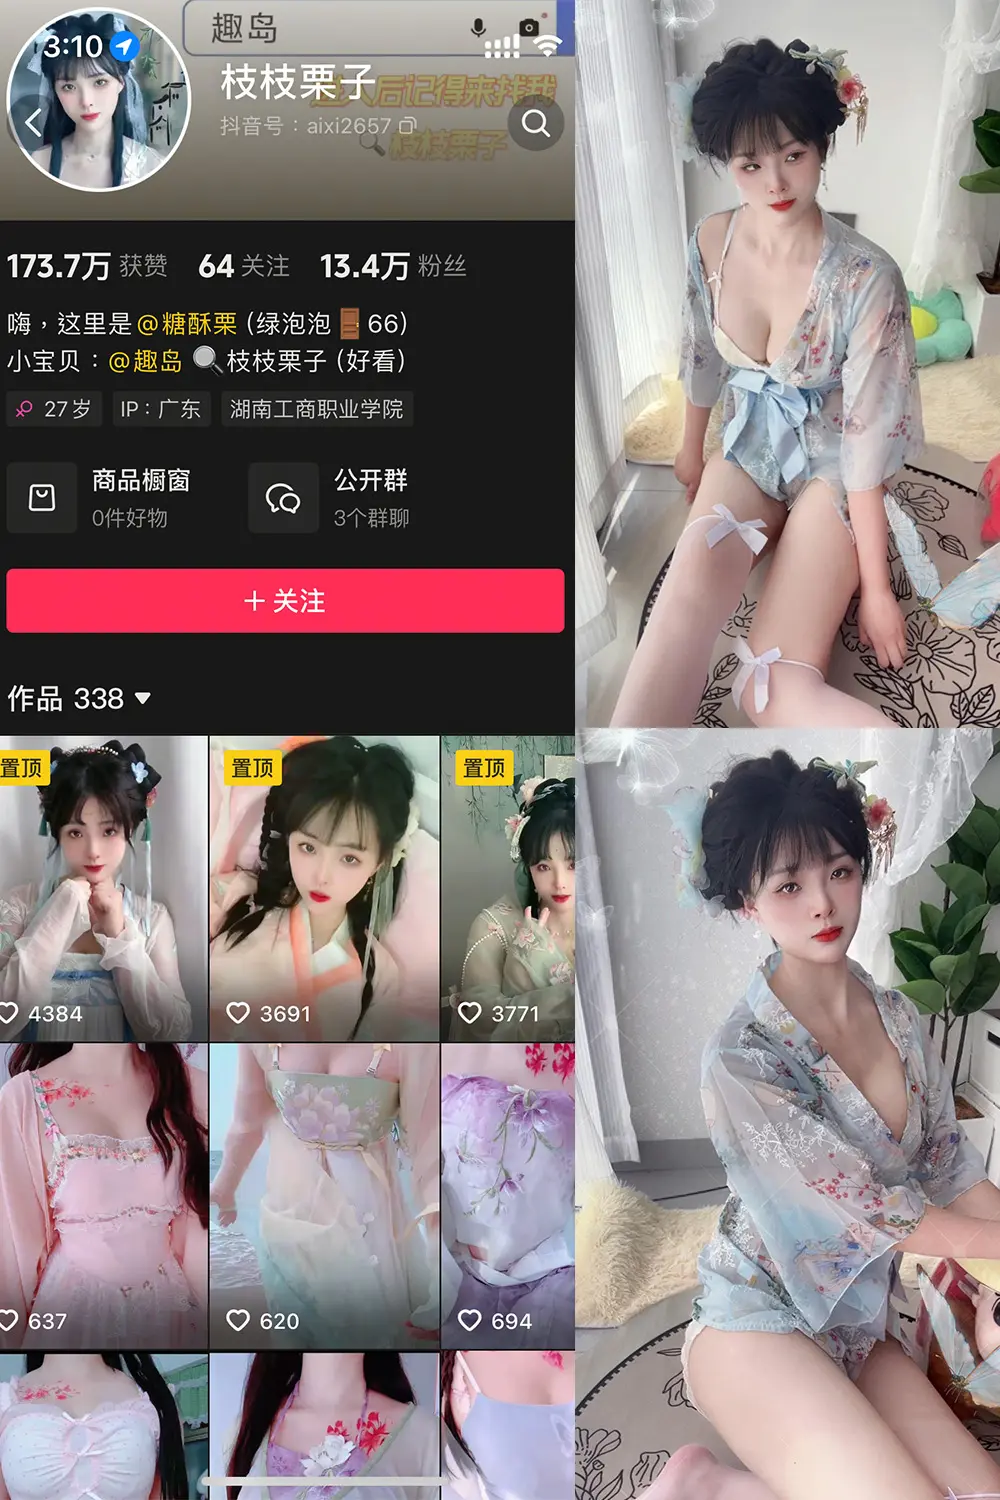 趣岛
3:10
进入后记得来找我
枝枝栗子
抖音号：aixi2657
枝枝栗子
173.7万 获赞 64 关注 13.4万 粉丝
嗨，这里是@糖酥栗 (绿泡泡🚪66)
小宝贝：@趣岛 🔍枝枝栗子 (好看)
27岁 IP：广东 湖南工商职业学院
商品橱窗
0件好物
公开群
3个群聊
+ 关注
作品 338
置顶 置顶 置顶
4384 3691 3771
637 620 694